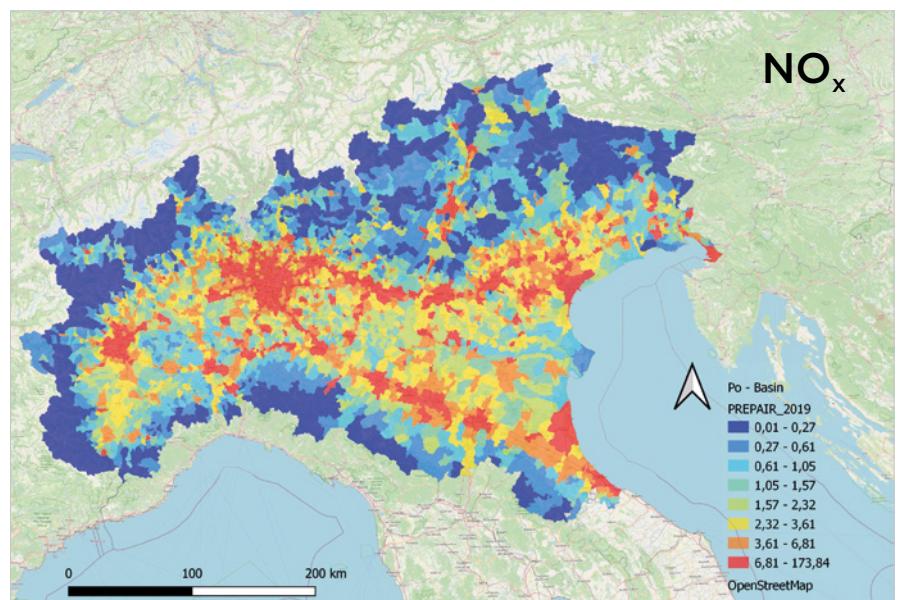 NOx
Po - Basin
PREPAIR_2019
0,01 - 0,27
0,27 - 0,61
0,61 - 1,05
1,05 - 1,57
1,57 - 2,32
2,32 - 3,61
3,61 - 6,81
6,81 - 173,84
OpenStreetMap
0 100 200 km